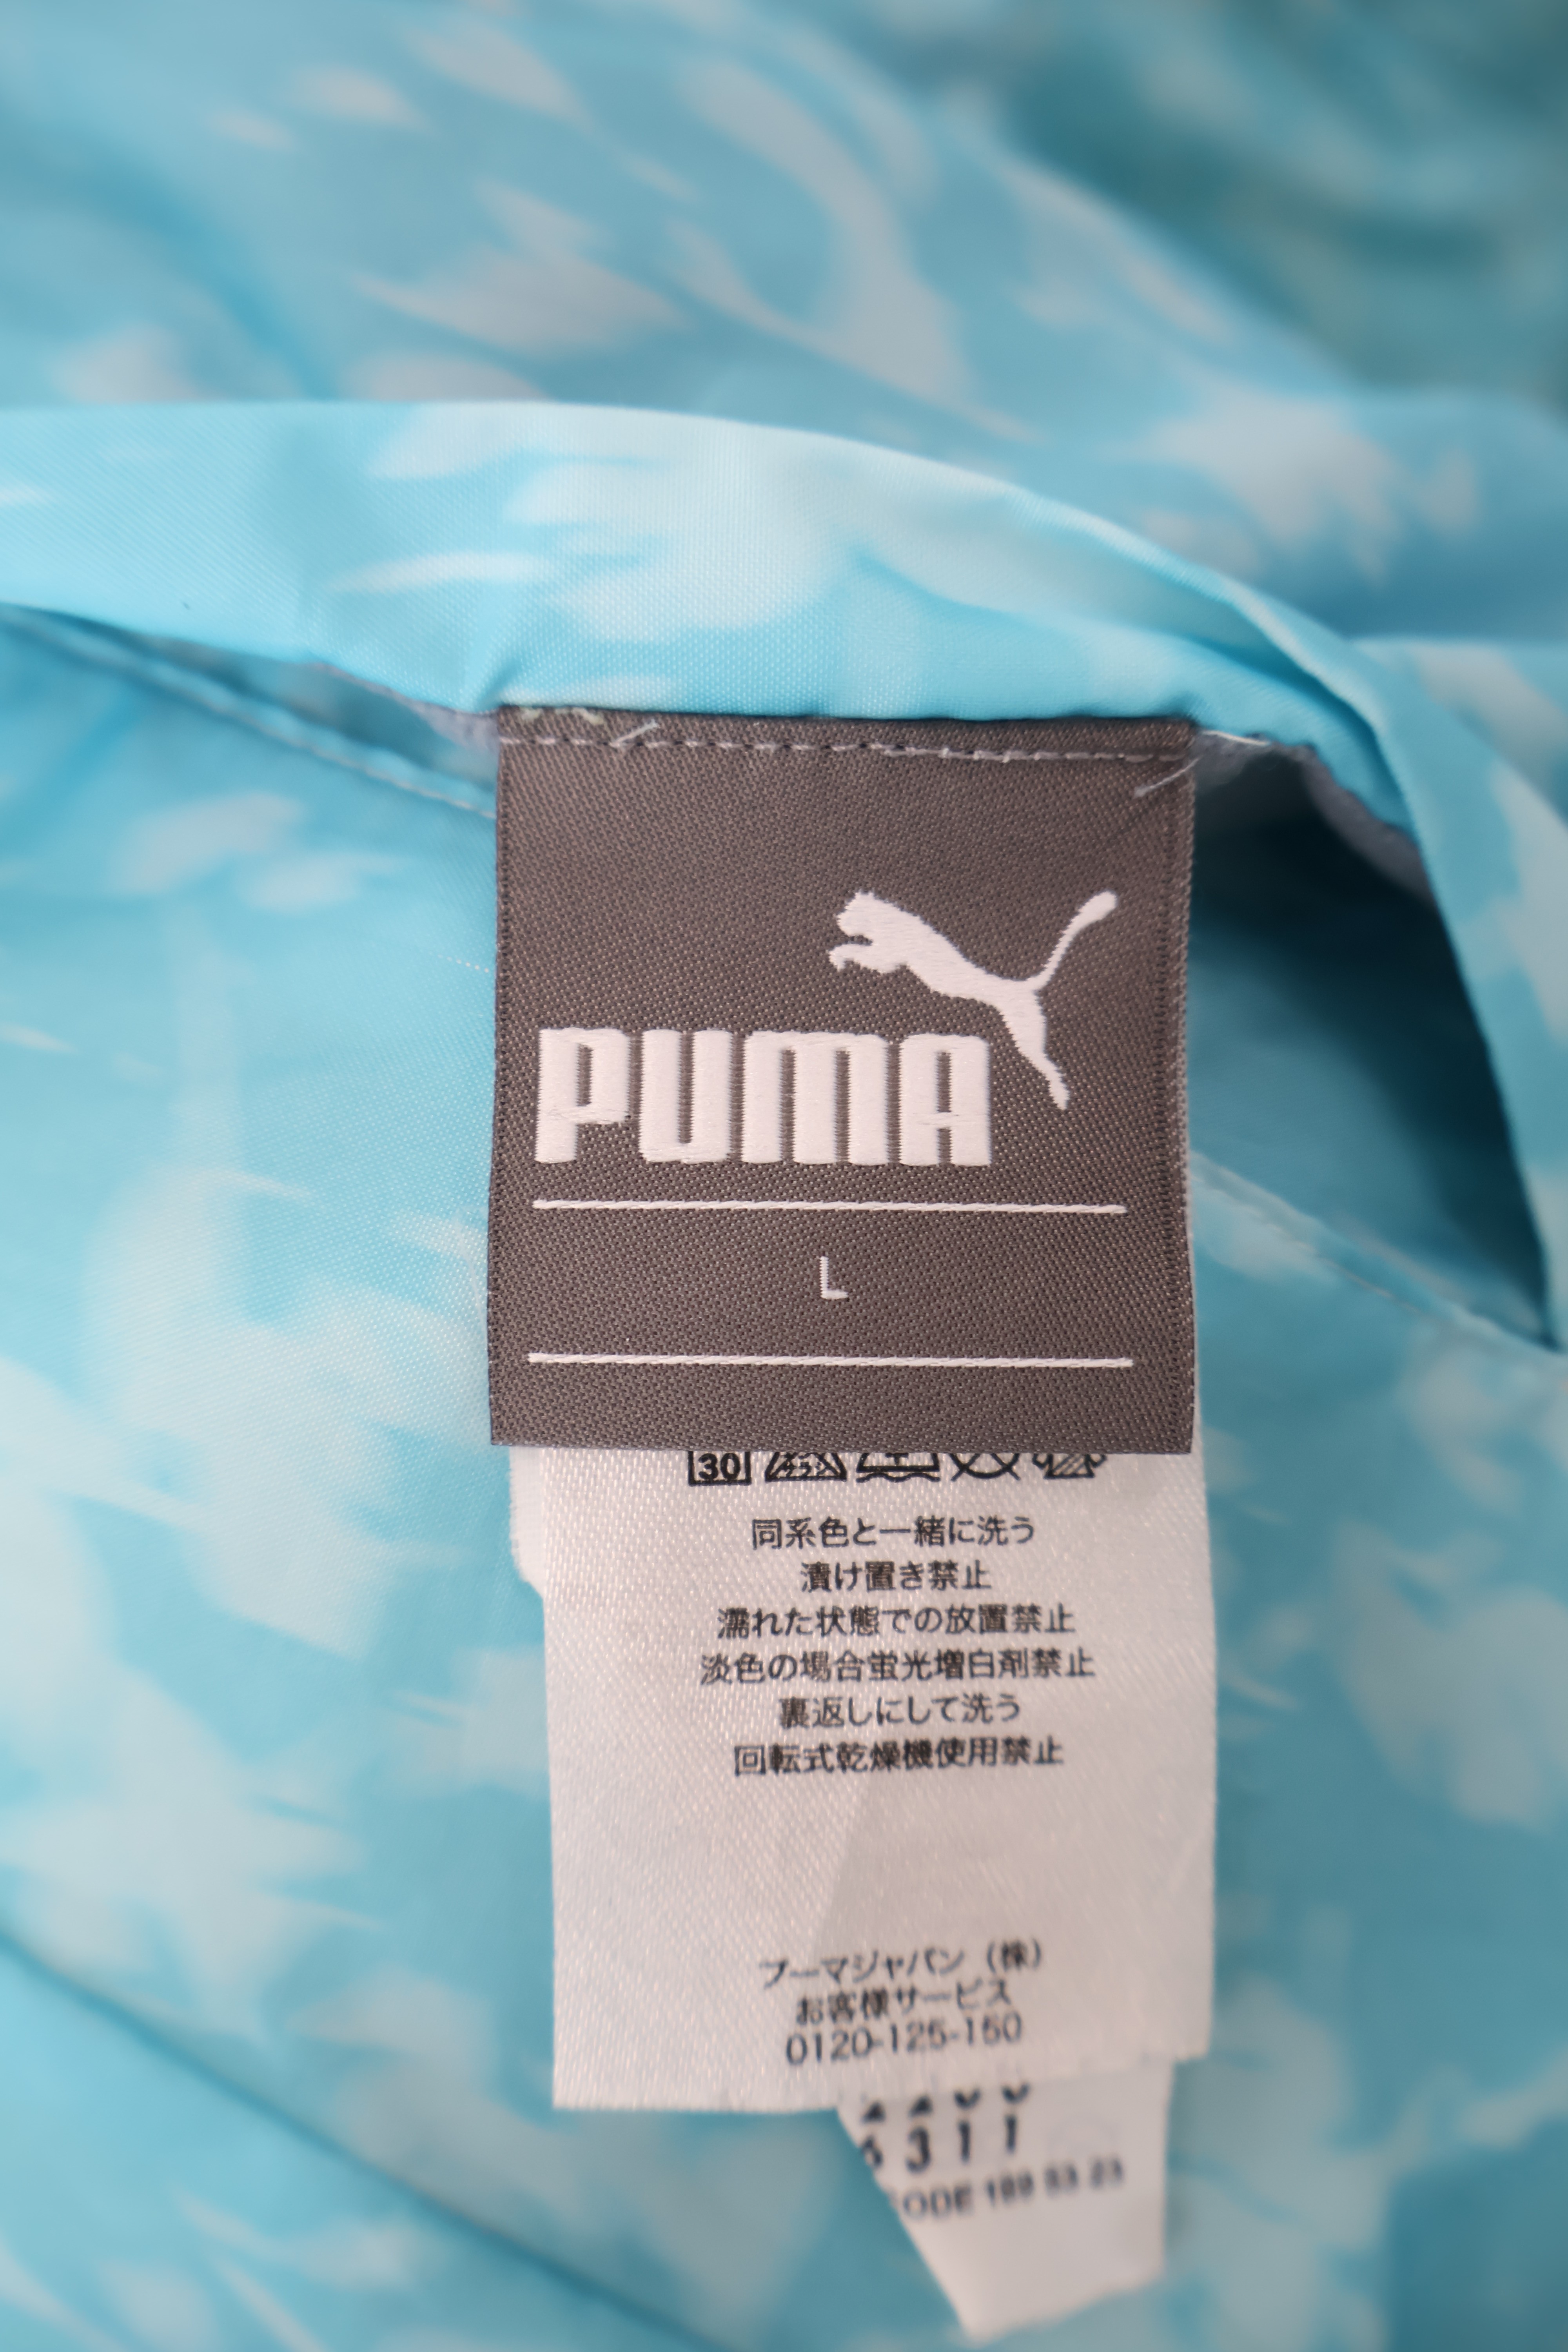 PUMA
L
30
同系色と一緒に洗う
漬け置き禁止
濡れた状態での放置禁止
淡色の場合蛍光増白剤禁止
裏返しにして洗う
回転式乾燥機使用禁止
プーマジャパン（株）
お客様サービス
0120-125-150
311